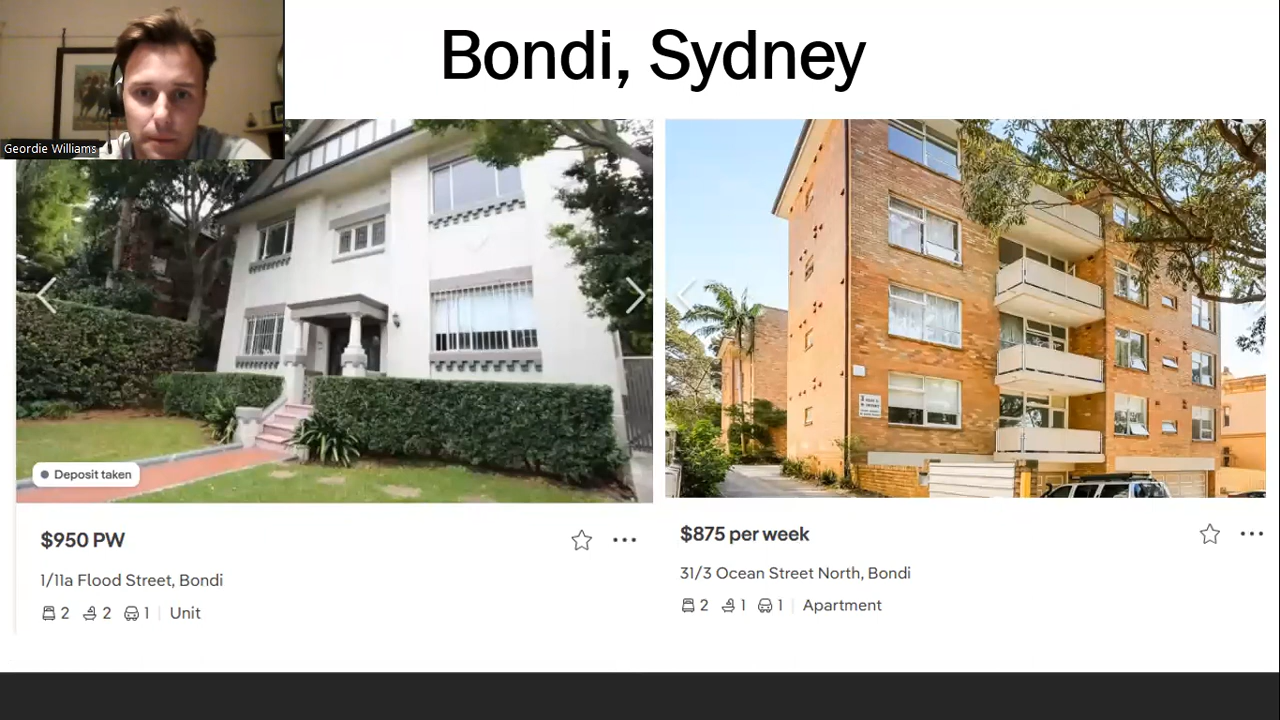 Bondi, Sydney
Geordie Williams
Deposit taken
$950 PW
1/11a Flood Street, Bondi
2 2 1 Unit
$875 per week
31/3 Ocean Street North, Bondi
2 1 1 Apartment